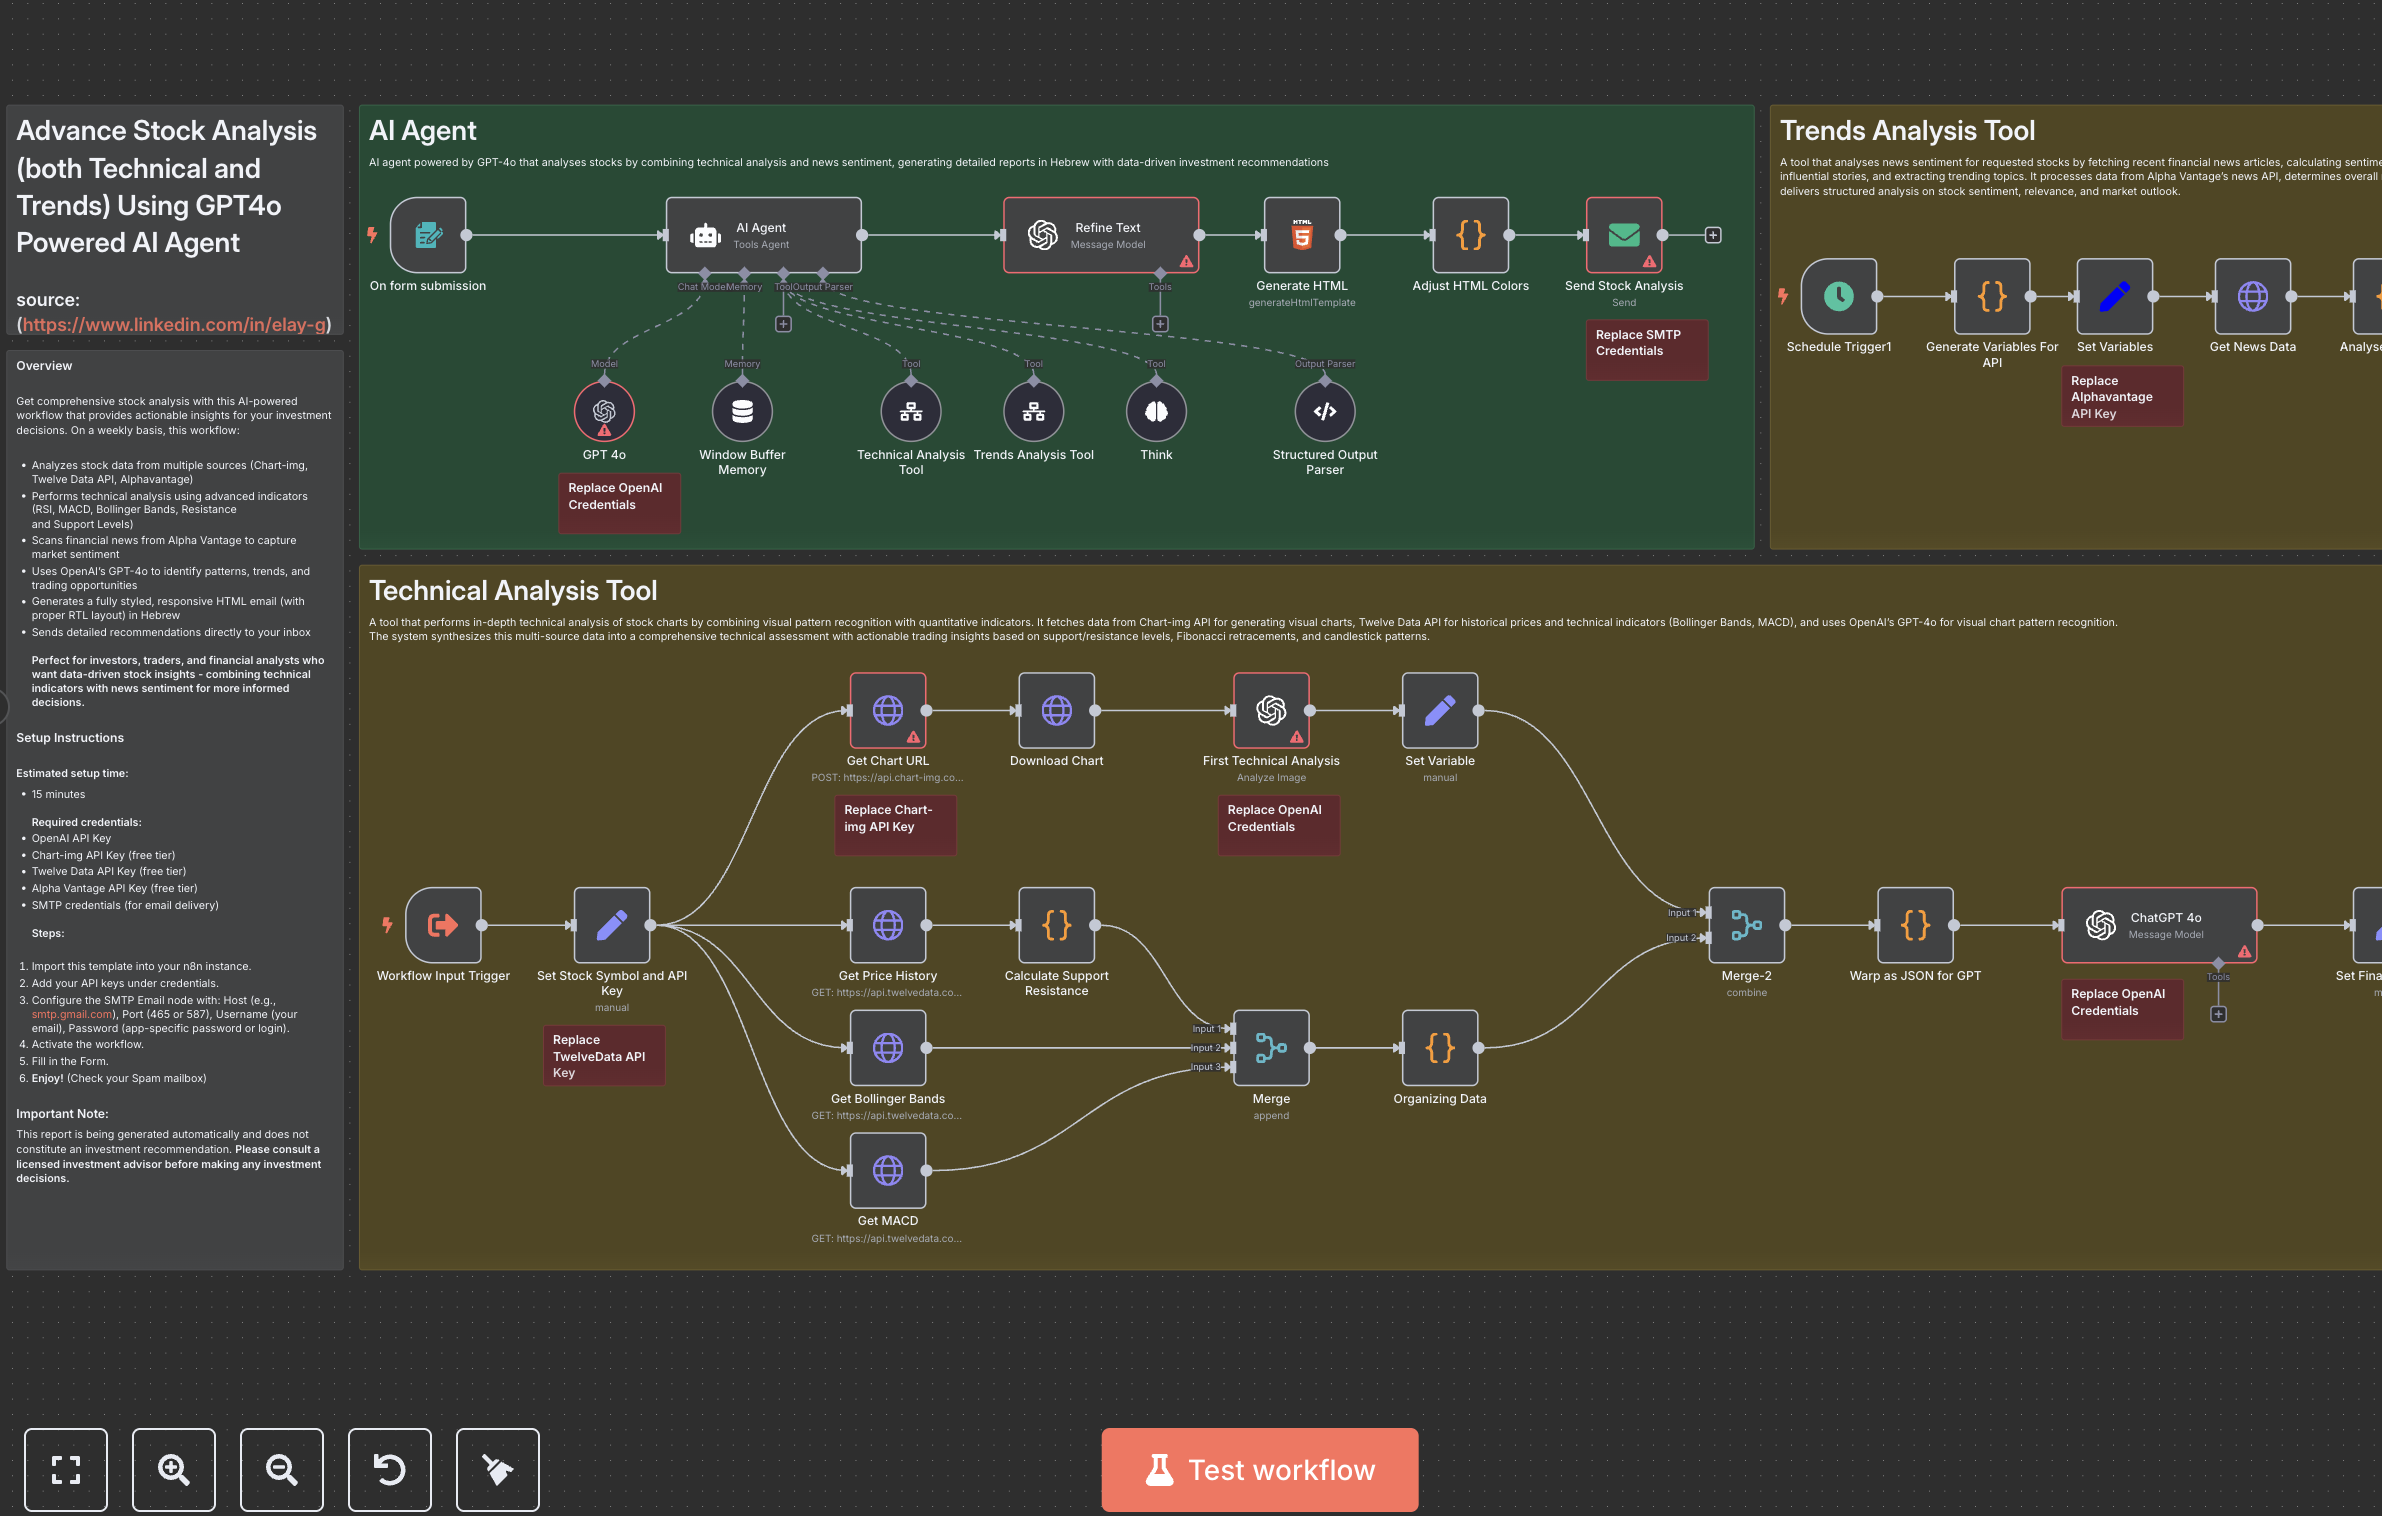 Advance Stock Analysis
(both Technical and
Trends) Using GPT4o
Powered AI Agent
source:
(https://www.linkedin.com/in/elay-g)
Overview
Get comprehensive stock analysis with this AI-powered
workflow that provides actionable insights for your investment
decisions. On a weekly basis, this workflow:
• Analyzes stock data from multiple sources (Chart-img,
Twelve Data API, Alphavantage)
• Performs technical analysis using advanced indicators
(RSI, MACD, Bollinger Bands, Resistance
and Support Levels)
• Scans financial news from Alpha Vantage to capture
market sentiment
• Uses OpenAI's GPT-4o to identify patterns, trends, and
trading opportunities
• Generates a fully styled, responsive HTML email (with
proper RTL layout) in Hebrew
• Sends detailed recommendations directly to your inbox
Perfect for investors, traders, and financial analysts who
want data-driven stock insights - combining technical
indicators with news sentiment for more informed
decisions.
Setup Instructions
Estimated setup time:
• 15 minutes
Required credentials:
• OpenAI API Key
• Chart-img API Key (free tier)
• Twelve Data API Key (free tier)
• Alpha Vantage API Key (free tier)
• SMTP credentials (for email delivery)
Steps:
1. Import this template into your n8n instance.
2. Add your API keys under credentials.
3. Configure the SMTP Email node with: Host (e.g.,
smtp.gmail.com), Port (465 or 587), Username (your
email), Password (app-specific password or login).
4. Activate the workflow.
5. Fill in the Form.
6. Enjoy! (Check your Spam mailbox)
Important Note:
This report is being generated automatically and does not
constitute an investment recommendation. Please consult a
licensed investment advisor before making any investment
decisions.
AI Agent
AI agent powered by GPT-4o that analyses stocks by combining technical analysis and news sentiment, generating detailed reports in Hebrew with data-driven investment recommendations
On form submission
AI Agent
Tools Agent
Chat Model
Memory
Tool
Output Parser
Refine Text
Message Model
Tools
Generate HTML
generateHtmlTemplate
Adjust HTML Colors
Send Stock Analysis
Send
Replace SMTP
Credentials
Model
GPT 4o
Replace OpenAI
Credentials
Memory
Window Buffer
Memory
Tool
Technical Analysis
Tool
Tool
Trends Analysis Tool
Tool
Think
Output Parser
Structured Output
Parser
Trends Analysis Tool
A tool that analyses news sentiment for requested stocks by fetching recent financial news articles, calculating sentime
influential stories, and extracting trending topics. It processes data from Alpha Vantage's news API, determines overall
delivers structured analysis on stock sentiment, relevance, and market outlook.
Schedule Trigger1
Generate Variables For
API
Set Variables
Replace
Alphavantage
API Key
Get News Data
Analyse
Technical Analysis Tool
A tool that performs in-depth technical analysis of stock charts by combining visual pattern recognition with quantitative indicators. It fetches data from Chart-img API for generating visual charts, Twelve Data API for historical prices and technical indicators (Bollinger Bands, MACD), and uses OpenAI's GPT-4o for visual chart pattern recognition.
The system synthesizes this multi-source data into a comprehensive technical assessment with actionable trading insights based on support/resistance levels, Fibonacci retracements, and candlestick patterns.
Get Chart URL
POST: https://api.chart-img.co...
Replace Chart-
img API Key
Download Chart
First Technical Analysis
Analyze Image
Replace OpenAI
Credentials
Set Variable
manual
Workflow Input Trigger
Set Stock Symbol and API
Key
manual
Replace
TwelveData API
Key
Get Price History
GET: https://api.twelvedata.co...
Calculate Support
Resistance
Get Bollinger Bands
GET: https://api.twelvedata.co...
Get MACD
GET: https://api.twelvedata.co...
Input 1
Input 2
Input 3
Merge
append
Organizing Data
Input 1
Input 2
Merge-2
combine
Warp as JSON for GPT
ChatGPT 4o
Message Model
Tools
Replace OpenAI
Credentials
Set Fina
m
Test workflow